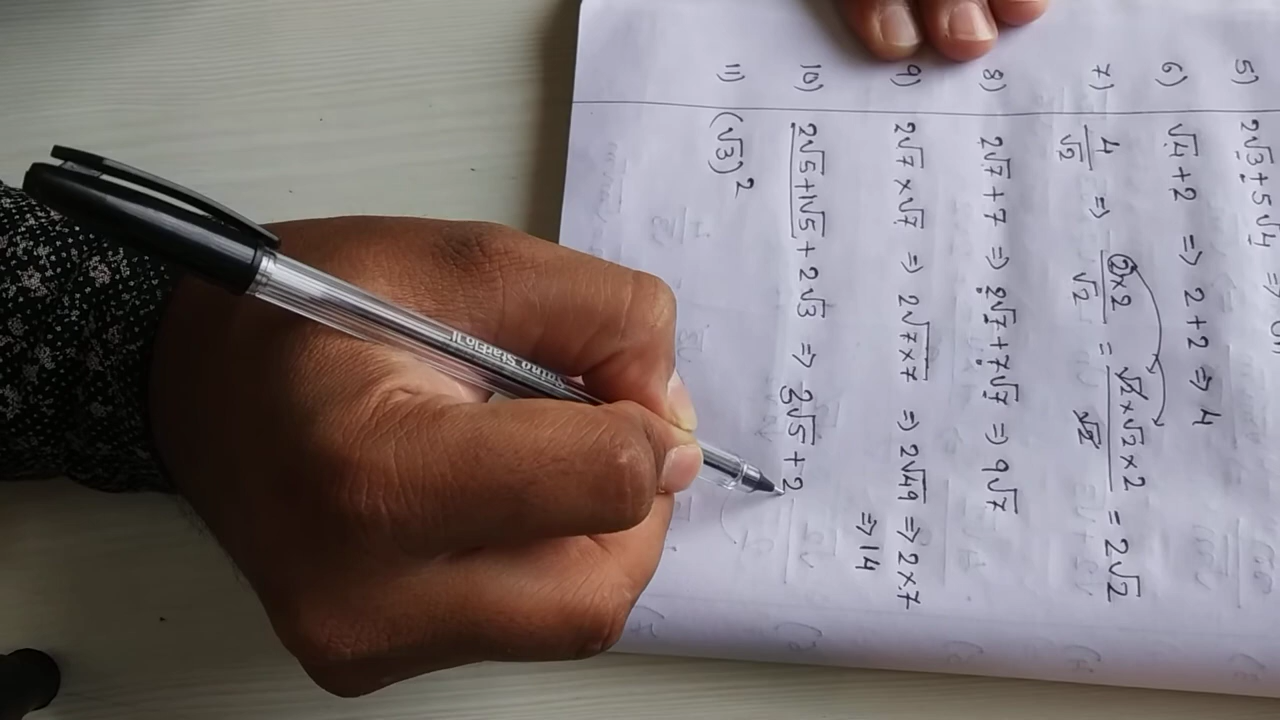 5) 2√3+5√4 ⇒
6) √4+2 ⇒ 2+2 ⇒ 4
7) 4/√2 ⇒ 2×2/√2 = √2×√2×2/√2 = 2√2
8) 2√7+7 ⇒ 2√7+7√7 ⇒ 9√7
9) 2√7×√7 ⇒ 2√7×7 ⇒ 2√49 ⇒ 2×7
⇒ 14
10) 2√5+1√5+2√3 ⇒ 3√5+2
11) (√3)²